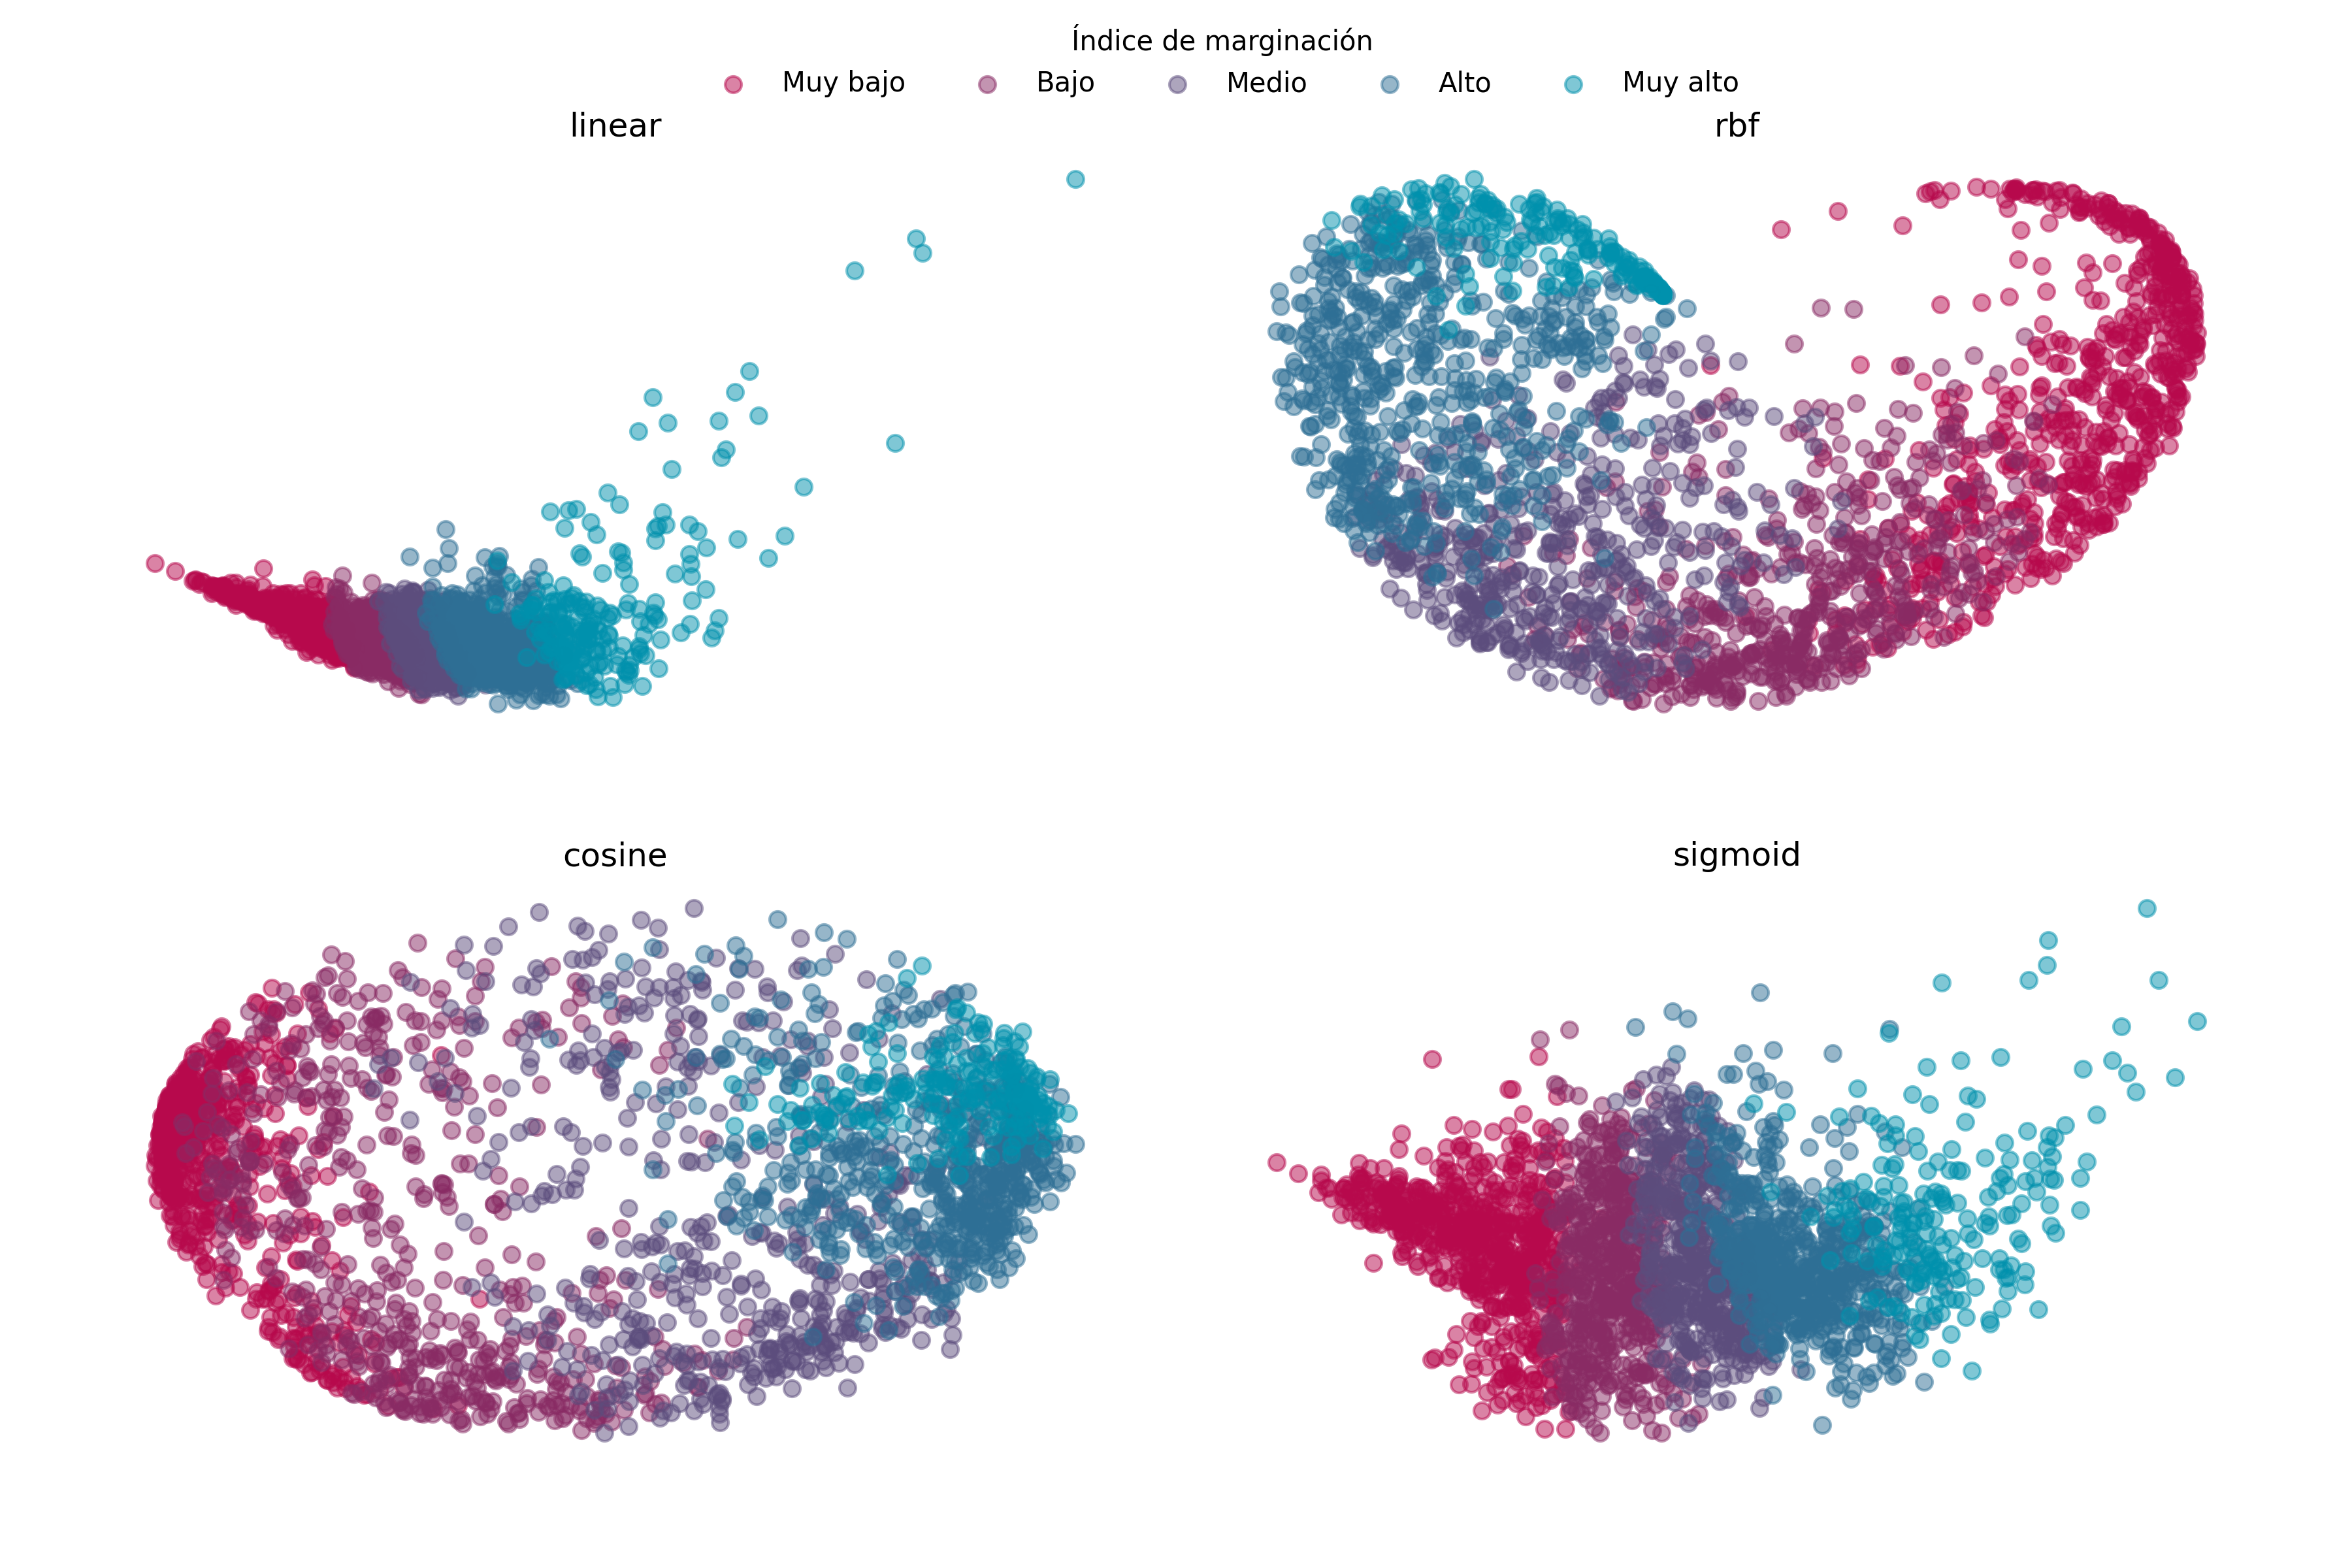 Índice de marginación
Muy bajo Bajo Medio Alto Muy alto
linear
rbf
cosine
sigmoid